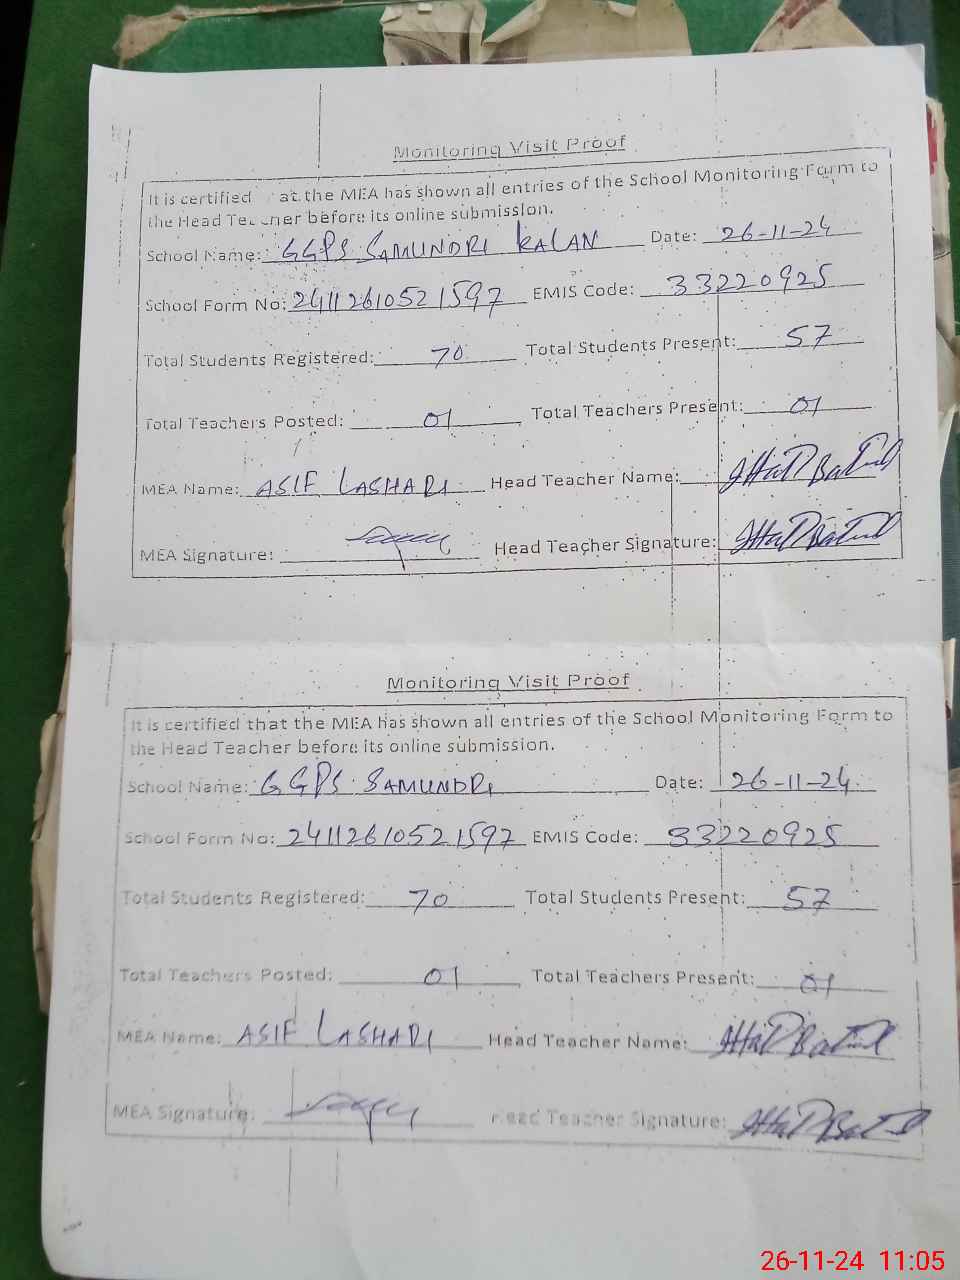 Monitoring Visit Proof
It is certified at the MEA has shown all entries of the School Monitoring Form to
the Head Teacher before its online submission.
School Name: GGPS SAMUNDRI KALAN Date: 26-11-24
School Form No: 24112610521597 EMIS Code: 33220925
Total Students Registered: 70 Total Students Present: 57
Total Teachers Posted: 01 Total Teachers Present: 01
MEA Name: ASIF LASHARI Head Teacher Name:
MEA Signature: Head Teacher Signature:
Monitoring Visit Proof
It is certified that the MEA has shown all entries of the School Monitoring Form to
the Head Teacher before its online submission.
School Name: GGPS SAMUNDRI Date: 26-11-24
School Form No: 24112610521597 EMIS Code: 33220925
Total Students Registered: 70 Total Students Present: 57
Total Teachers Posted: 01 Total Teachers Present: 01
MEA Name: ASIF LASHARI Head Teacher Name:
MEA Signature: Head Teacher Signature:
26-11-24 11:05